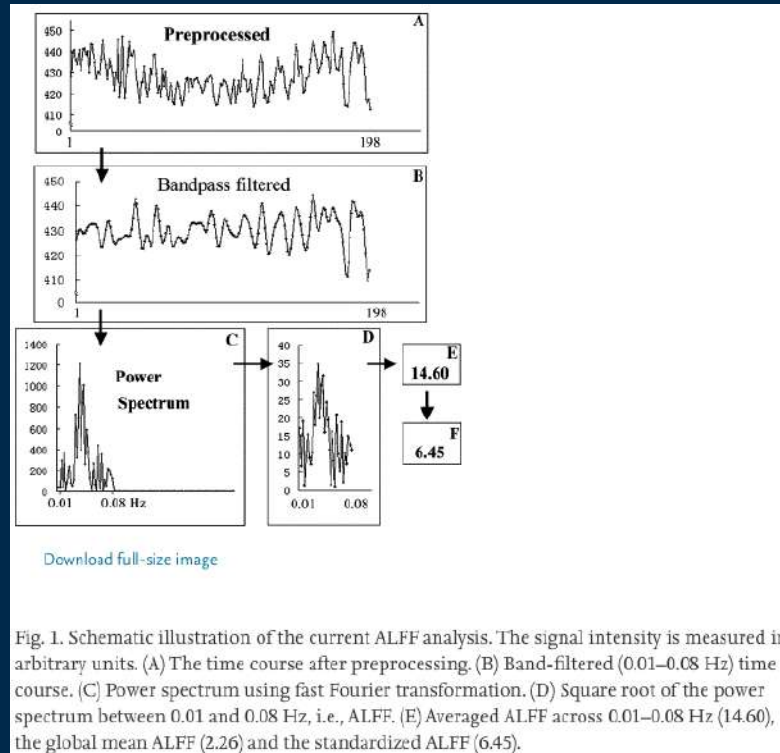 A
Preprocessed
450
440
430
420
410
0
1
198
B
Bandpass filtered
450
440
430
420
410
0
1
198
C
Power
Spectrum
1400
1200
1000
800
600
400
200
0
0.01
0.08 Hz
D
40
35
30
25
20
15
10
5
0
0.01
0.08
E
14.60
F
6.45
Download full-size image
Fig. 1. Schematic illustration of the current ALFF analysis. The signal intensity is measured in
arbitrary units. (A) The time course after preprocessing. (B) Band-filtered (0.01–0.08 Hz) time
course. (C) Power spectrum using fast Fourier transformation. (D) Square root of the power
spectrum between 0.01 and 0.08 Hz, i.e., ALFF. (E) Averaged ALFF across 0.01–0.08 Hz (14.60),
the global mean ALFF (2.26) and the standardized ALFF (6.45).